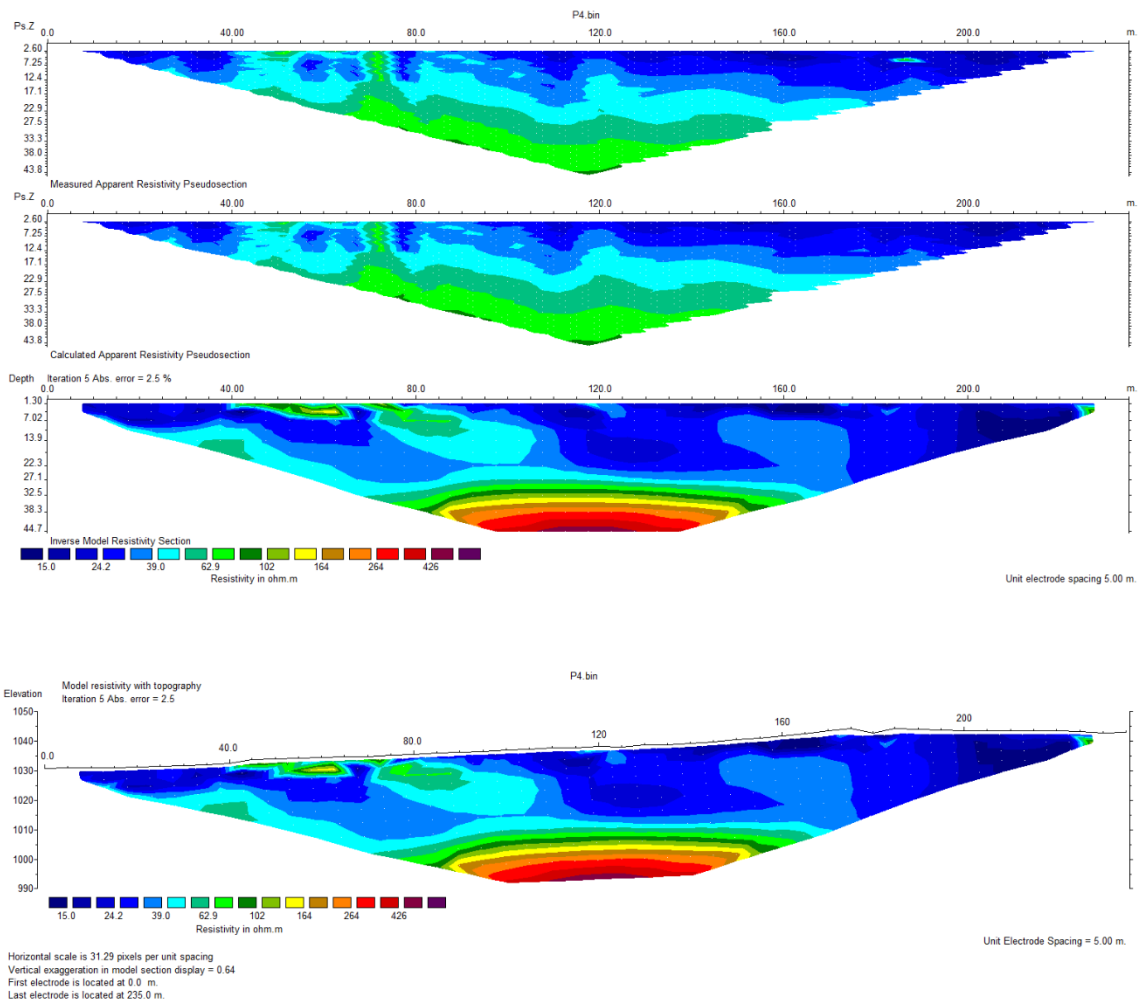 P4.bin
Ps.Z 0.0 40.0 80.0 120.0 160.0 200.0 m.
2.60
7.25
12.4
17.1
22.9
27.5
33.3
38.0
43.8
Measured Apparent Resistivity Pseudosection
Ps.Z 0.0 40.0 80.0 120.0 160.0 200.0 m.
2.60
7.25
12.4
17.1
22.9
27.5
33.3
38.0
43.8
Calculated Apparent Resistivity Pseudosection
Depth Iteration 5 Abs. error = 2.5 %
0.0 40.00 80.0 120.0 160.0 200.0 m.
1.30
7.02
13.9
22.3
27.1
32.5
38.3
44.7
Inverse Model Resistivity Section
15.0 24.2 39.0 62.9 102 164 264 426
Resistivity in ohm.m
Unit electrode spacing 5.00 m.
P4.bin
Model resistivity with topography
Elevation
Iteration 5 Abs. error = 2.5
1050
1040
1030
1020
1010
1000
990
0.0 40.0 80.0 120 160 200
15.0 24.2 39.0 62.9 102 164 264 426
Resistivity in ohm.m
Unit Electrode Spacing = 5.00 m.
Horizontal scale is 31.29 pixels per unit spacing
Vertical exaggeration in model section display = 0.64
First electrode is located at 0.0 m.
Last electrode is located at 235.0 m.